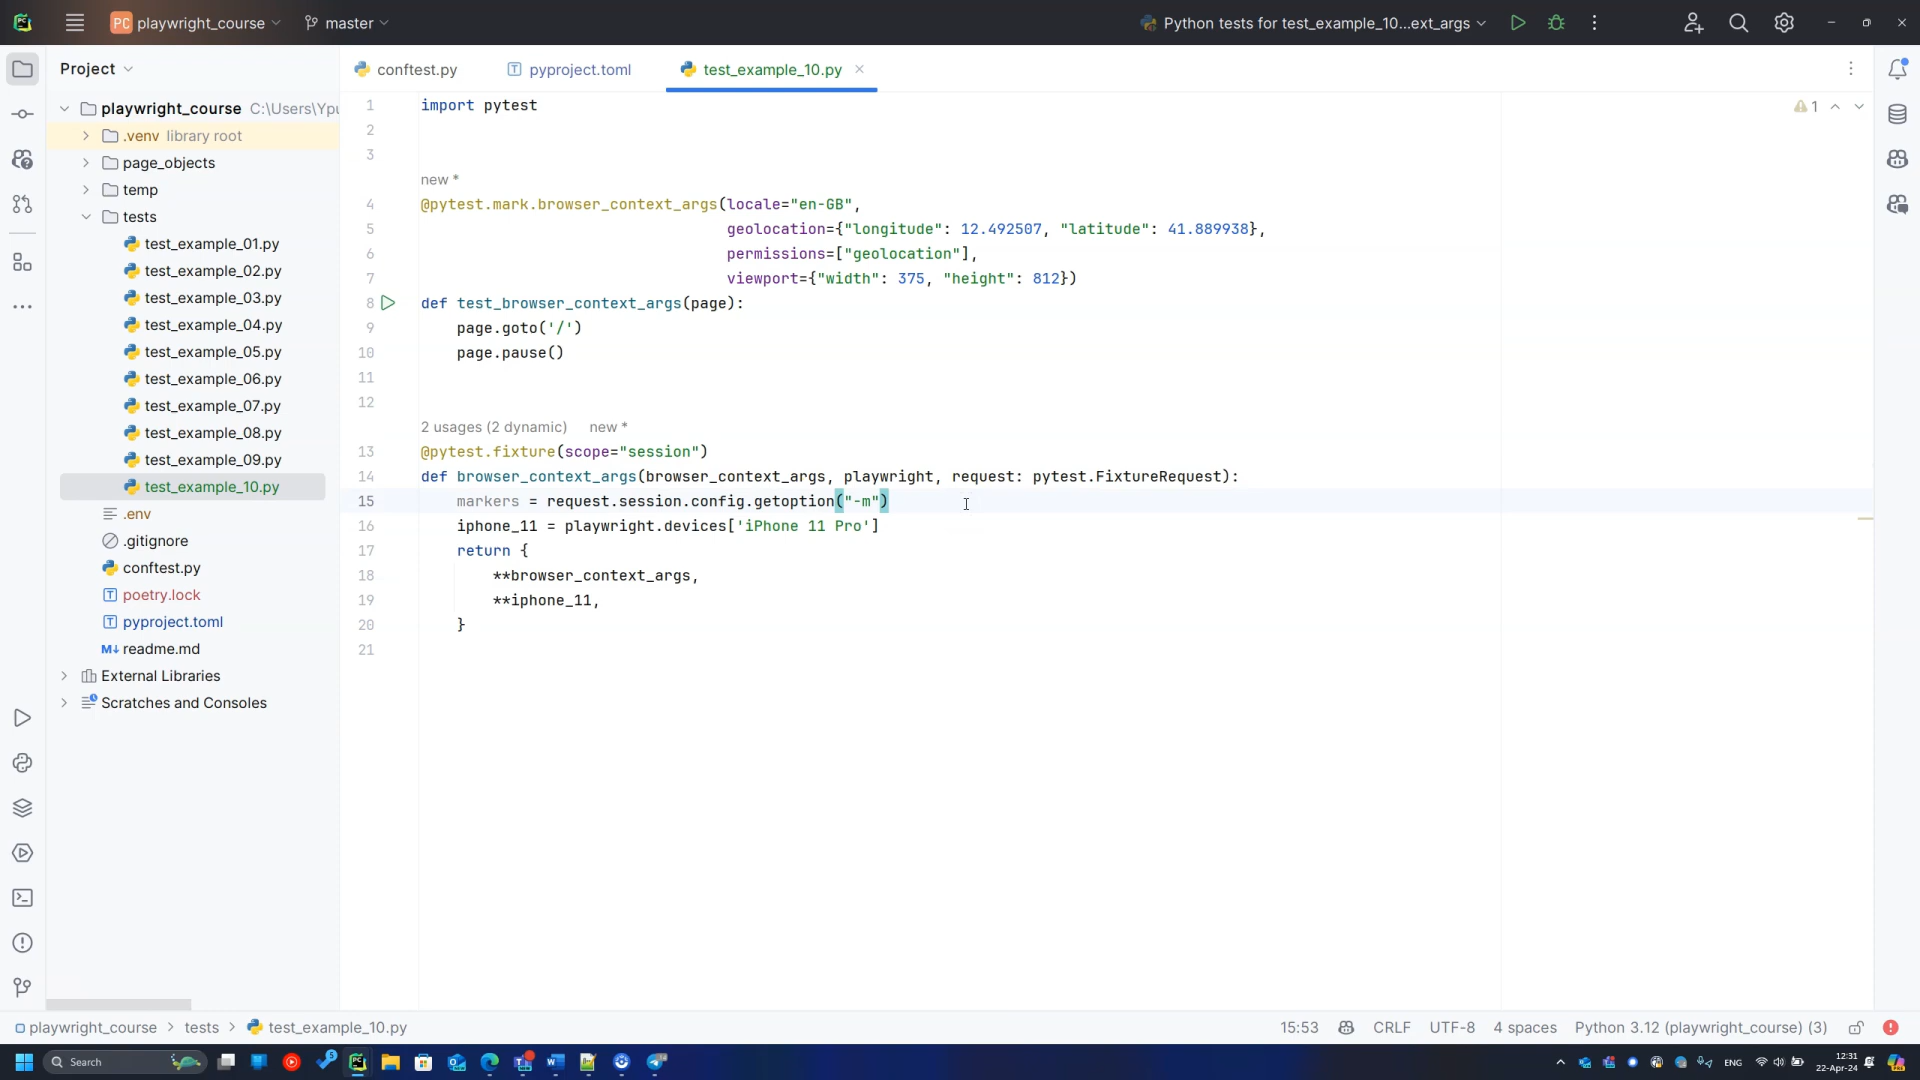 PC
PC playwright_course
master
Python tests for test_example_10...ext_args
Project
conftest.py
pyproject.toml
test_example_10.py
playwright_course C:\Users\Ypu
.venv library root
page_objects
temp
tests
test_example_01.py
test_example_02.py
test_example_03.py
test_example_04.py
test_example_05.py
test_example_06.py
test_example_07.py
test_example_08.py
test_example_09.py
test_example_10.py
.env
.gitignore
conftest.py
poetry.lock
pyproject.toml
readme.md
External Libraries
Scratches and Consoles
1
1 import pytest
2
3
new *
4 @pytest.mark.browser_context_args(locale="en-GB",
5 geolocation={"longitude": 12.492507, "latitude": 41.889938},
6 permissions=["geolocation"],
7 viewport={"width": 375, "height": 812})
8 def test_browser_context_args(page):
9 page.goto('/')
10 page.pause()
11
12
2 usages (2 dynamic) new *
13 @pytest.fixture(scope="session")
14 def browser_context_args(browser_context_args, playwright, request: pytest.FixtureRequest):
15 markers = request.session.config.getoption("-m")
16 iphone_11 = playwright.devices['iPhone 11 Pro']
17 return {
18 **browser_context_args,
19 **iphone_11,
20 }
21
playwright_course > tests > test_example_10.py
15:53 CRLF UTF-8 4 spaces Python 3.12 (playwright_course) (3)
Search
ENG
12:31
22-Apr-24